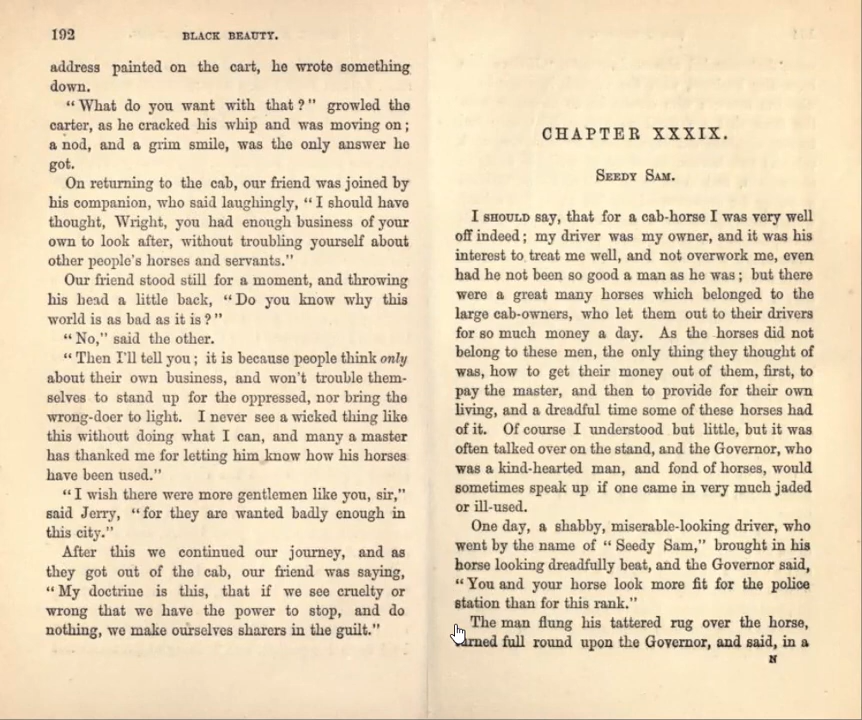 192
BLACK BEAUTY.
address painted on the cart, he wrote something
down.
“ What do you want with that ? ” growled the
carter, as he cracked his whip and was moving on ;
a nod, and a grim smile, was the only answer he
got.
On returning to the cab, our friend was joined by
his companion, who said laughingly, “ I should have
thought, Wright, you had enough business of your
own to look after, without troubling yourself about
other people’s horses and servants.”
Our friend stood still for a moment, and throwing
his head a little back, “ Do you know why this
world is as bad as it is ? ”
“ No,” said the other.
“ Then I’ll tell you ; it is because people think only
about their own business, and won’t trouble them-
selves to stand up for the oppressed, nor bring the
wrong-doer to light. I never see a wicked thing like
this without doing what I can, and many a master
has thanked me for letting him know how his horses
have been used.”
“ I wish there were more gentlemen like you, sir,”
said Jerry, “ for they are wanted badly enough in
this city.”
After this we continued our journey, and as
they got out of the cab, our friend was saying,
“ My doctrine is this, that if we see cruelty or
wrong that we have the power to stop, and do
nothing, we make ourselves sharers in the guilt.”
CHAPTER XXXIX.
SEEDY SAM.
I SHOULD say, that for a cab-horse I was very well
off indeed ; my driver was my owner, and it was his
interest to treat me well, and not overwork me, even
had he not been so good a man as he was ; but there
were a great many horses which belonged to the
large cab-owners, who let them out to their drivers
for so much money a day. As the horses did not
belong to these men, the only thing they thought of
was, how to get their money out of them, first, to
pay the master, and then to provide for their own
living, and a dreadful time some of these horses had
of it. Of course I understood but little, but it was
often talked over on the stand, and the Governor, who
was a kind-hearted man, and fond of horses, would
sometimes speak up if one came in very much jaded
or ill-used.
One day, a shabby, miserable-looking driver, who
went by the name of “ Seedy Sam,” brought in his
horse looking dreadfully beat, and the Governor said,
“ You and your horse look more fit for the police
station than for this rank.”
The man flung his tattered rug over the horse,
turned full round upon the Governor, and said, in a
N